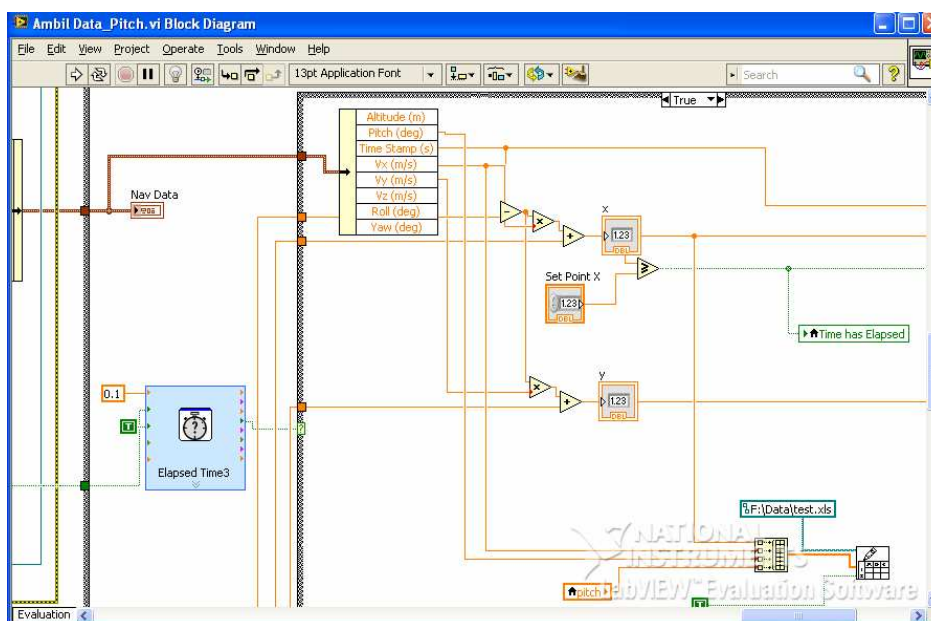 Ambil Data_Pitch.vi Block Diagram
File Edit View Project Operate Tools Window Help
13pt Application Font
Search
True
Altitude (m)
Pitch (deg)
Time Stamp (s)
Vx (m/s)
Vy (m/s)
Vz (m/s)
Roll (deg)
Yaw (deg)
Nav Data
x
1.23
DBL
Set Point X
1.23
DBL
Time has Elapsed
0.1
T
Elapsed Time3
y
1.23
DBL
F:\Data\test.xls
NATIONAL
INSTRUMENTS
LabVIEW™ Evaluation Software
pitch
T
Evaluation